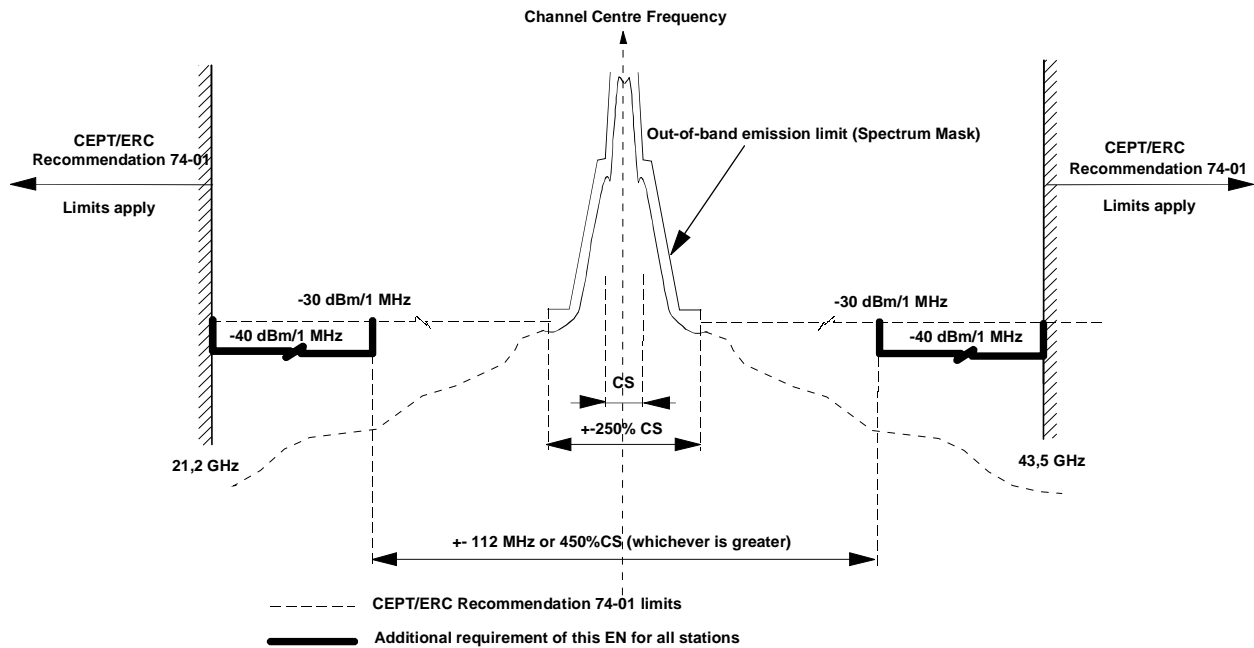 Channel Centre Frequency
CEPT/ERC
Recommendation 74-01
Limits apply
Out-of-band emission limit (Spectrum Mask)
CEPT/ERC
Recommendation 74-01
Limits apply
-30 dBm/1 MHz
-30 dBm/1 MHz
-40 dBm/1 MHz
-40 dBm/1 MHz
CS
+-250% CS
21,2 GHz
43,5 GHz
+- 112 MHz or 450%CS (whichever is greater)
CEPT/ERC Recommendation 74-01 limits
Additional requirement of this EN for all stations